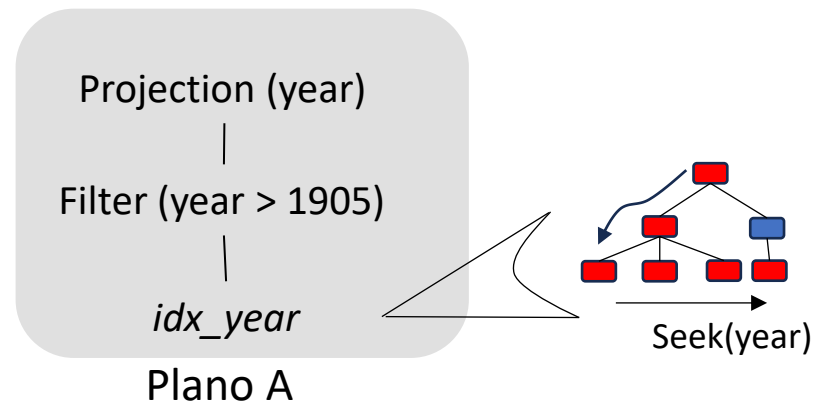 Projection (year)
Filter (year > 1905)
idx_year
Seek(year)
Plano A